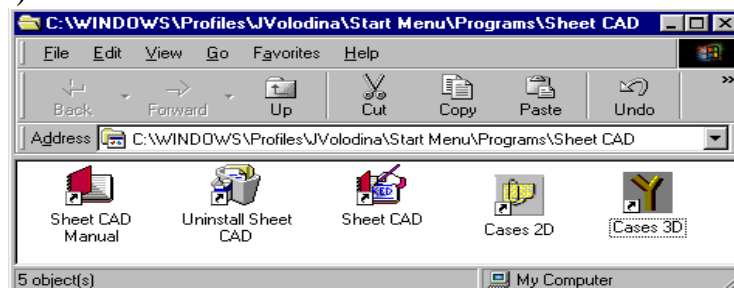 C:\WINDOWS\Profiles\JVolodina\Start Menu\Programs\Sheet CAD
File Edit View Go Favorites Help
Back Forward Up Cut Copy Paste Undo »
Address C:\WINDOWS\Profiles\JVolodina\Start Menu\Programs\Sheet CAD
Sheet CAD Manual
Uninstall Sheet CAD
Sheet CAD
Cases 2D
Cases 3D
5 object(s) My Computer